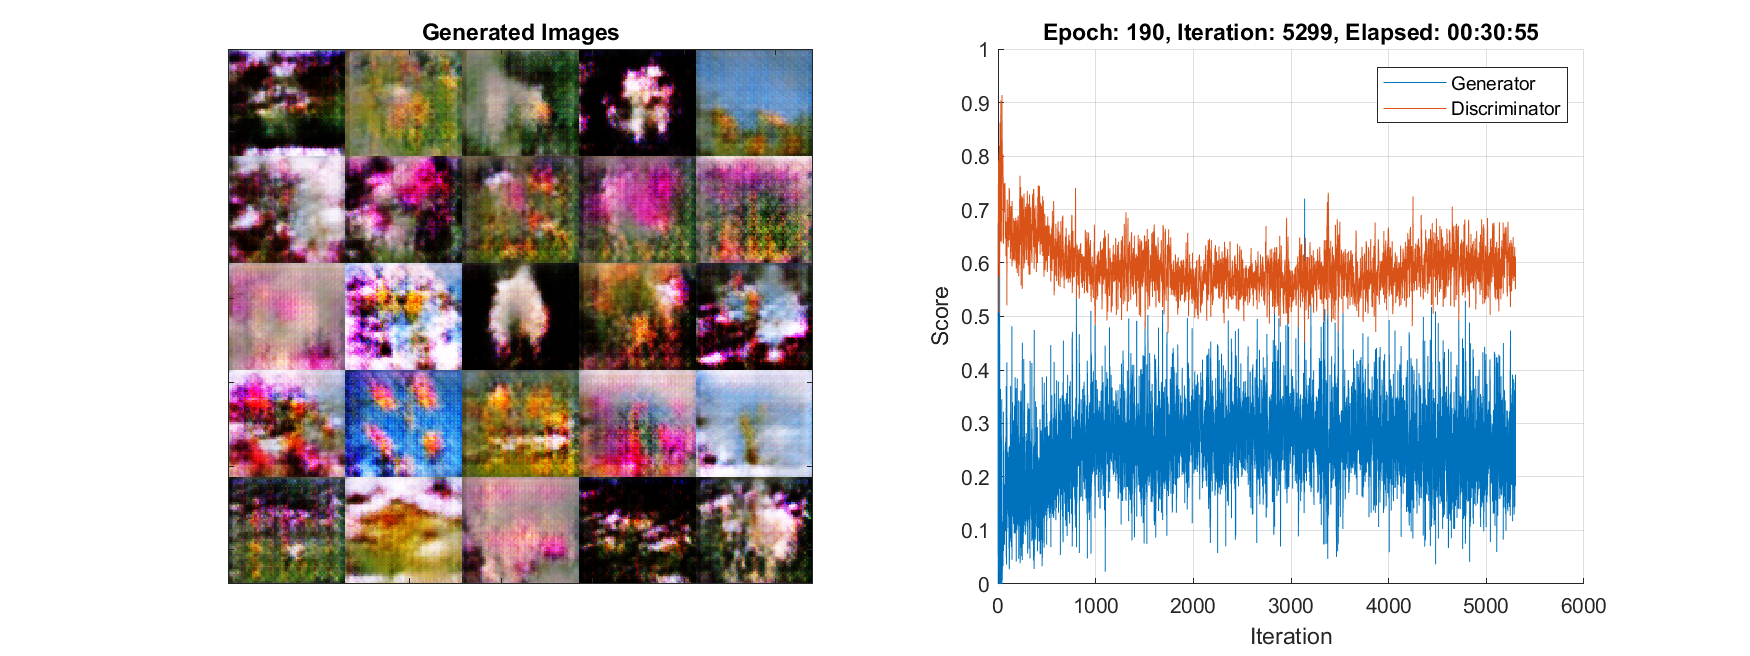 Generated Images
Epoch: 190, Iteration: 5299, Elapsed: 00:30:55
Generator
Discriminator
1
0.9
0.8
0.7
0.6
0.5
0.4
0.3
0.2
0.1
0
Score
0 1000 2000 3000 4000 5000 6000
Iteration